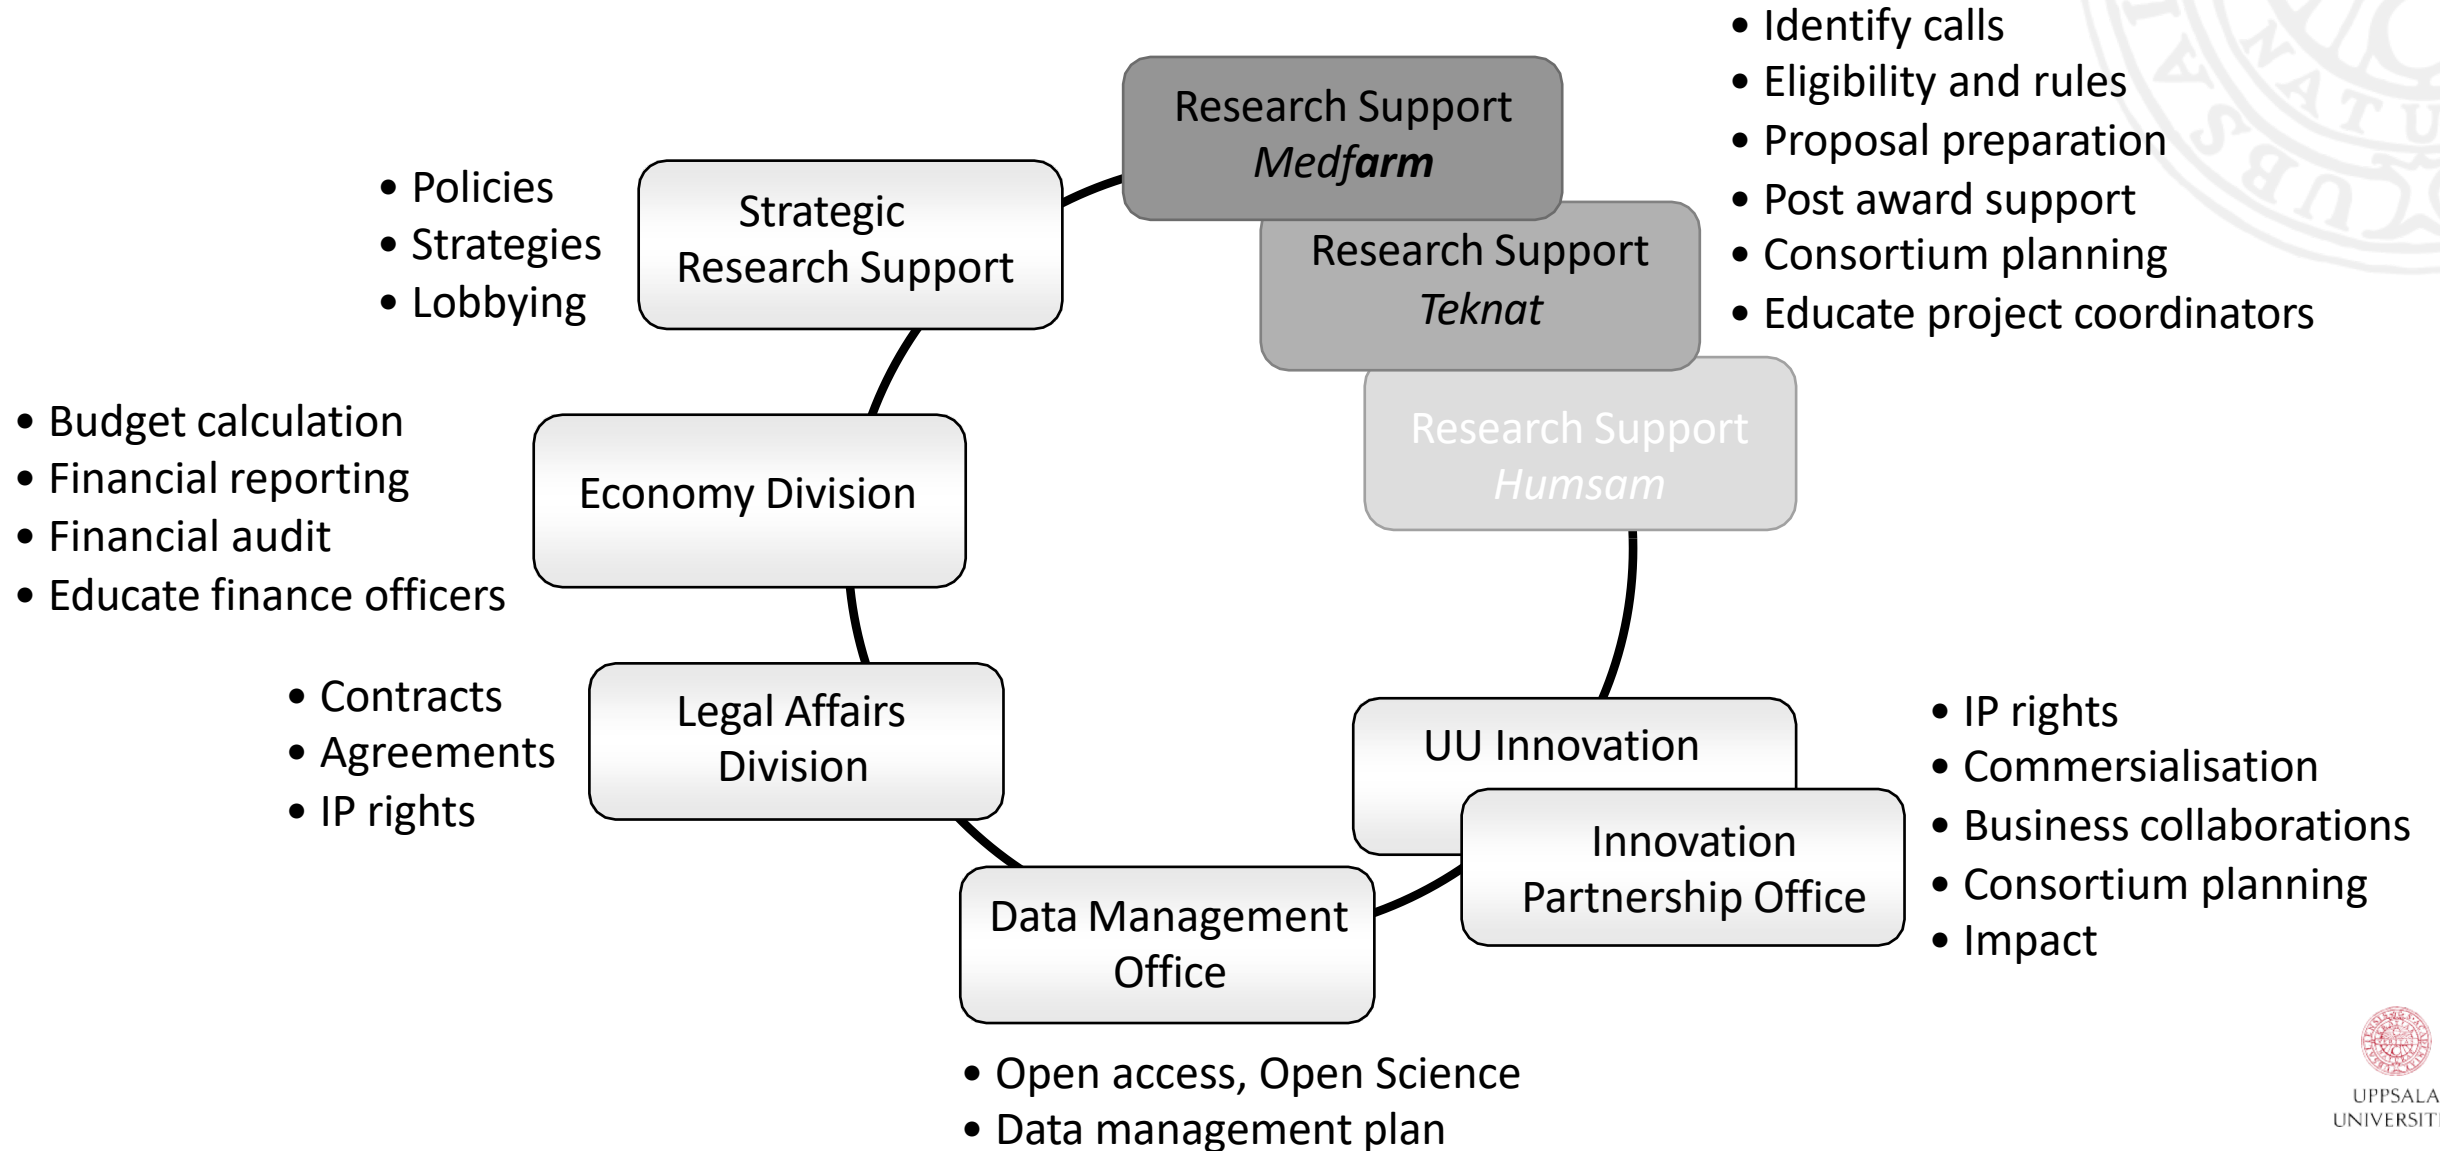 • Identify calls
• Eligibility and rules
• Proposal preparation
• Post award support
• Consortium planning
• Educate project coordinators
Research Support
Medfarm
Research Support
Teknat
Research Support
Humsam
• Policies
• Strategies
• Lobbying
Strategic
Research Support
• Budget calculation
• Financial reporting
• Financial audit
• Educate finance officers
Economy Division
• Contracts
• Agreements
• IP rights
Legal Affairs
Division
UU Innovation
Innovation
Partnership Office
• IP rights
• Commersialisation
• Business collaborations
• Consortium planning
• Impact
Data Management
Office
• Open access, Open Science
• Data management plan
UPPSALA
UNIVERSIT